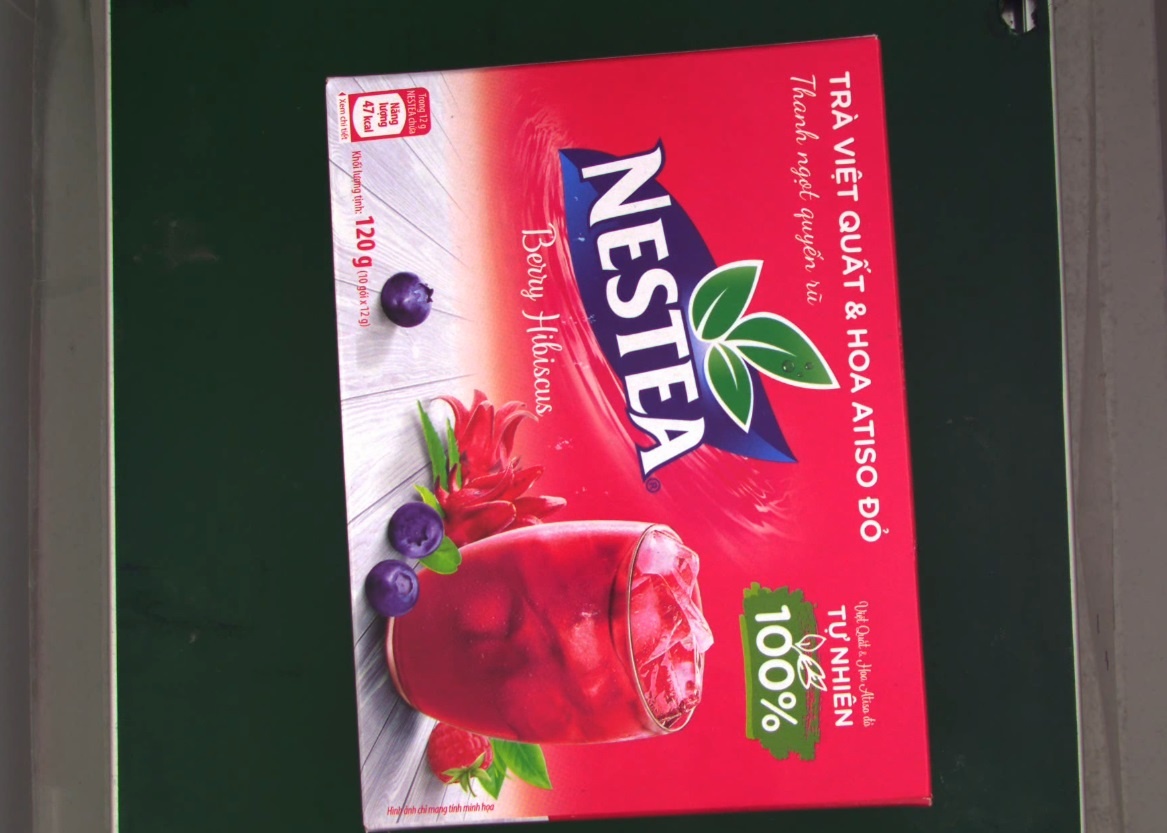 TRÀ VIỆT QUẤT & HOA ATISO ĐỎ
Thanh ngọt quyến rũ
Việt Quất & Hoa Atiso đỏ
TỰ NHIÊN
100%
NESTEA®
Berry Hibiscus
Trong 12 g
NESTEA chứa
Năng
lượng
47 kcal
Xem chi tiết
Khối lượng tịnh: 120 g (10 gói x 12 g)
Hình ảnh chỉ mang tính minh họa